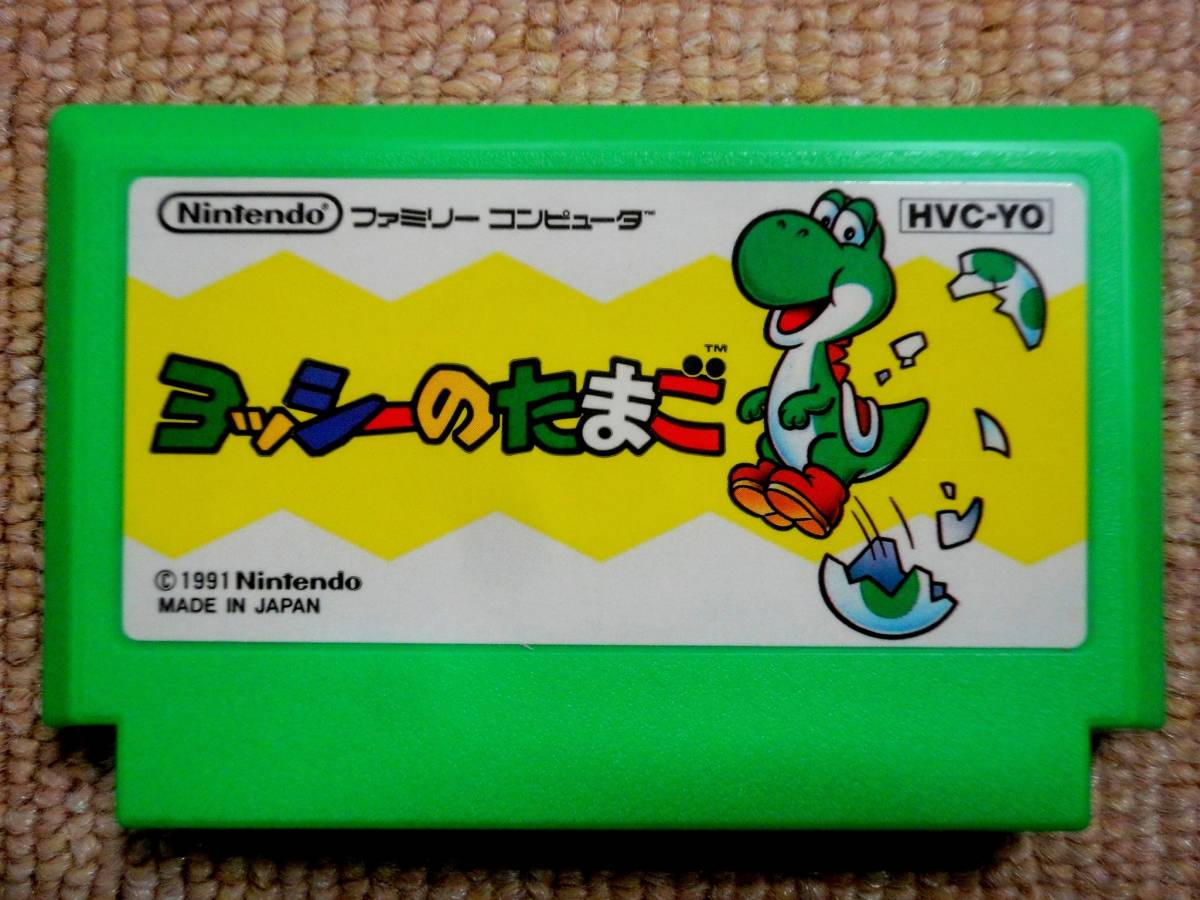 Nintendo® ファミリー コンピュータ™
HVC-YO
ヨッシーのたまご™
©1991 Nintendo
MADE IN JAPAN